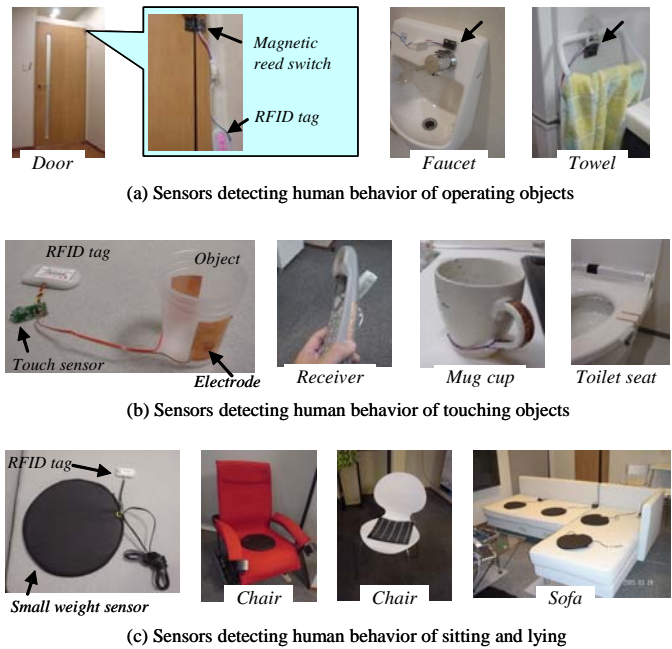 Magnetic
reed switch
RFID tag
Door
Faucet
Towel
(a) Sensors detecting human behavior of operating objects
RFID tag
Object
Touch sensor
Electrode
Receiver
Mug cup
Toilet seat
(b) Sensors detecting human behavior of touching objects
RFID tag
Small weight sensor
Chair
Chair
Sofa
(c) Sensors detecting human behavior of sitting and lying